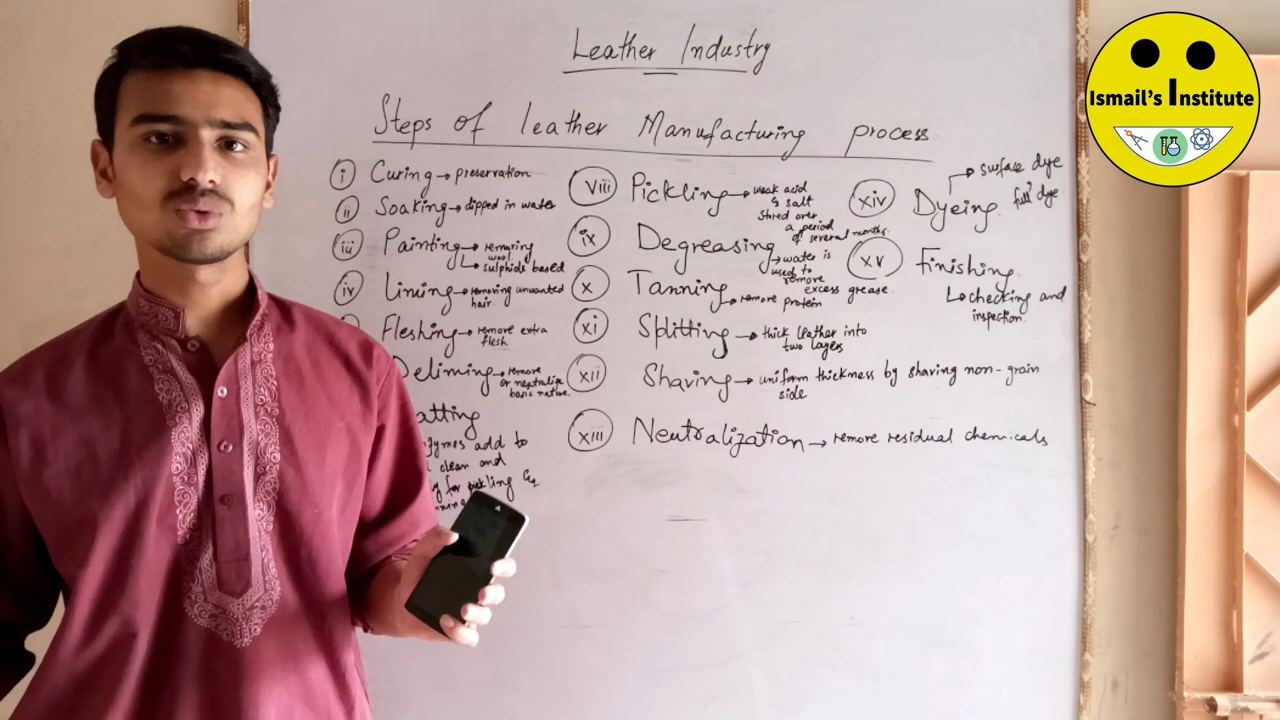 Leather Industry
Steps of leather Manufacturing process
i Curing → preservation
ii Soaking → dipped in water
iii Painting → removing
wool
sulphide based
iv Liming → removing unwanted
hair.
Fleshing → remove extra
flesh
Deliming → remove
or neutralize
basic nature.
atting
zymes add to
clean and
for pickling
viii Pickling → weak acid
& salt
Stored over
a period
of several months.
ix Degreasing
→ water is
used to
remove
excess grease.
x Tanning
→ remove protein
xi Splitting → thick leather into
two layers
xii Shaving → uniform thickness by shaving non-grain
side
xiii Neutralization → remove residual chemicals
xiv Dyeing → surface dye
full dye
xv Finishing
→ checking and
inspection.
Ismail's Institute